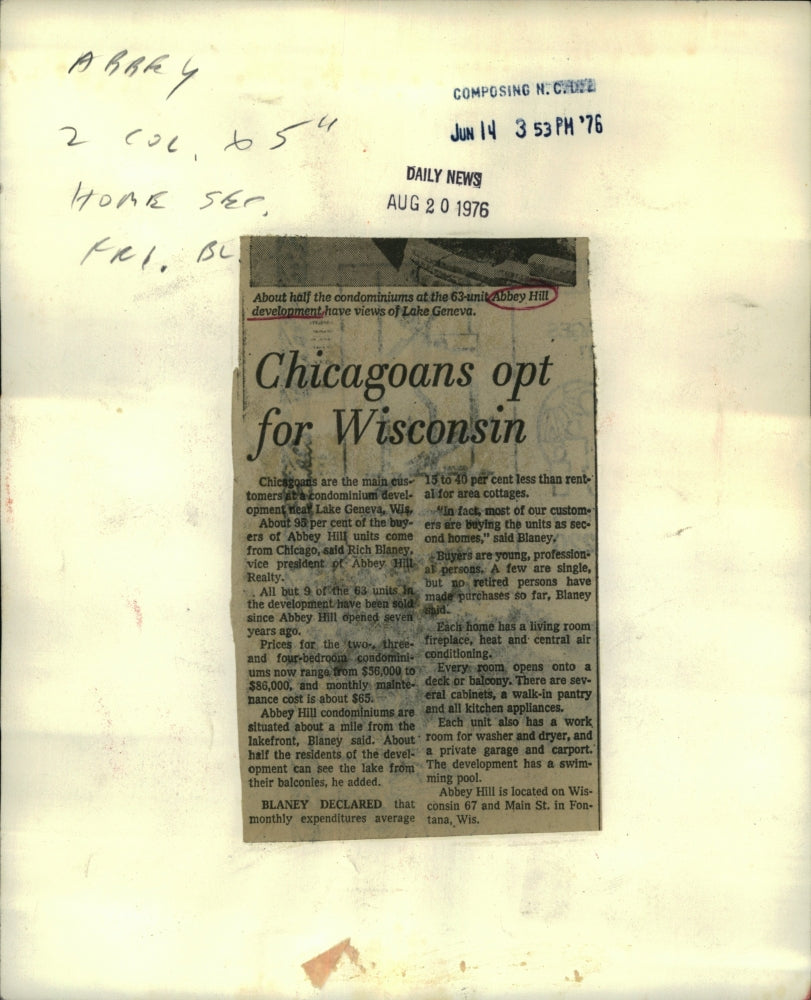 ABBEY
2 COL. x 5"
HOME SEC.
FRI. BL
COMPOSING N. C.
JUN 14 3 53 PM '76
DAILY NEWS
AUG 20 1976
About half the condominiums at the 63-unit Abbey Hill
development have views of Lake Geneva.
Chicagoans opt
for Wisconsin
Chicagoans are the main cus-
tomers at a condominium devel-
opment near Lake Geneva, Wis.
About 95 per cent of the buy-
ers of Abbey Hill units come
from Chicago, said Rich Blaney,
vice president of Abbey Hill
Realty.
All but 9 of the 63 units in
the development have been sold
since Abbey Hill opened seven
years ago.
Prices for the two-, three-
and four-bedroom condomini-
ums now range from $56,000 to
$86,000, and monthly mainte-
nance cost is about $65.
Abbey Hill condominiums are
situated about a mile from the
lakefront, Blaney said. About
half the residents of the devel-
opment can see the lake from
their balconies, he added.
BLANEY DECLARED that
monthly expenditures average
15 to 40 per cent less than rent-
al for area cottages.
"In fact, most of our custom-
ers are buying the units as sec-
ond homes," said Blaney.
Buyers are young, profession-
al persons. A few are single,
but no retired persons have
made purchases so far, Blaney
said.
Each home has a living room
fireplace, heat and central air
conditioning.
Every room opens onto a
deck or balcony. There are sev-
eral cabinets, a walk-in pantry
and all kitchen appliances.
Each unit also has a work
room for washer and dryer, and
a private garage and carport.
The development has a swim-
ming pool.
Abbey Hill is located on Wis-
consin 67 and Main St. in Fon-
tana, Wis.